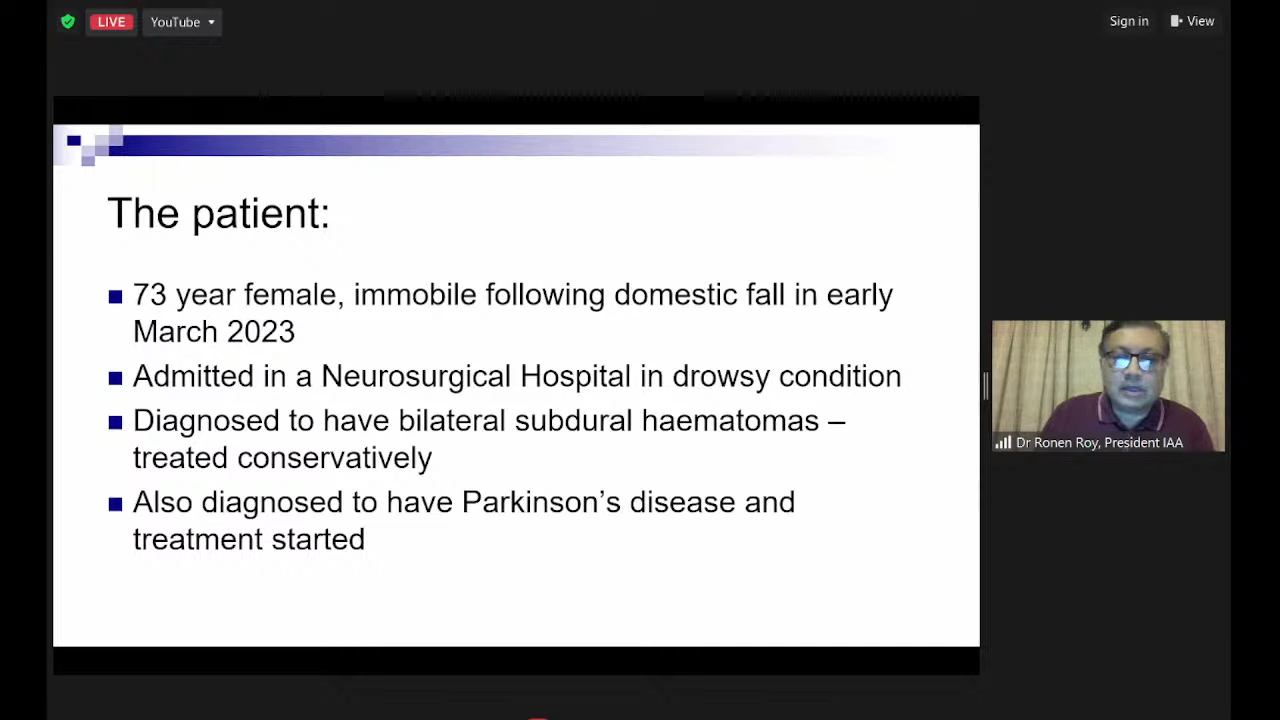 LIVE
YouTube
Sign in
View
The patient:
73 year female, immobile following domestic fall in early
March 2023
Admitted in a Neurosurgical Hospital in drowsy condition
Diagnosed to have bilateral subdural haematomas –
treated conservatively
Also diagnosed to have Parkinson’s disease and
treatment started
Dr Ronen Roy, President IAA